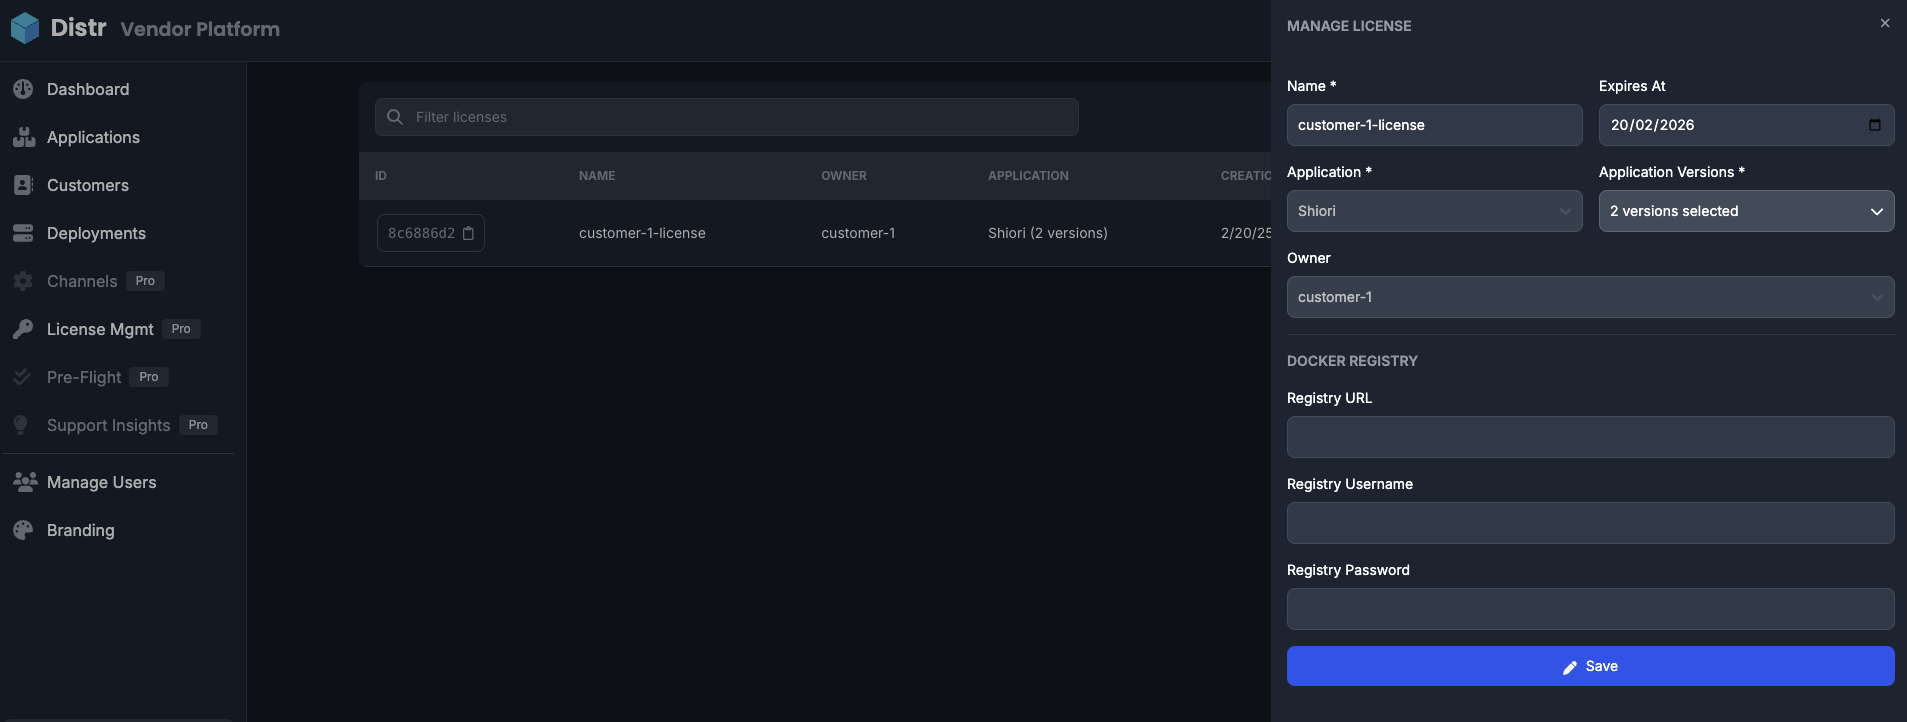 Distr Vendor Platform
Dashboard
Applications
Customers
Deployments
Channels Pro
License Mgmt Pro
Pre-Flight Pro
Support Insights Pro
Manage Users
Branding
Filter licenses
ID NAME OWNER APPLICATION CREATIO
8c6886d2 customer-1-license customer-1 Shiori (2 versions) 2/20/25
MANAGE LICENSE
Name * Expires At
customer-1-license 20/02/2026
Application * Application Versions *
Shiori 2 versions selected
Owner
customer-1
DOCKER REGISTRY
Registry URL
Registry Username
Registry Password
Save